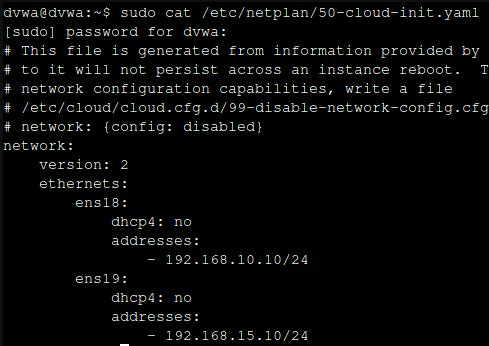 dvwa@dvwa:~$ sudo cat /etc/netplan/50-cloud-init.yaml
[sudo] password for dvwa:
# This file is generated from information provided by
# to it will not persist across an instance reboot.  T
# network configuration capabilities, write a file
# /etc/cloud/cloud.cfg.d/99-disable-network-config.cfg
# network: {config: disabled}
network:
    version: 2
    ethernets:
        ens18:
            dhcp4: no
            addresses:
                - 192.168.10.10/24
        ens19:
            dhcp4: no
            addresses:
                - 192.168.15.10/24